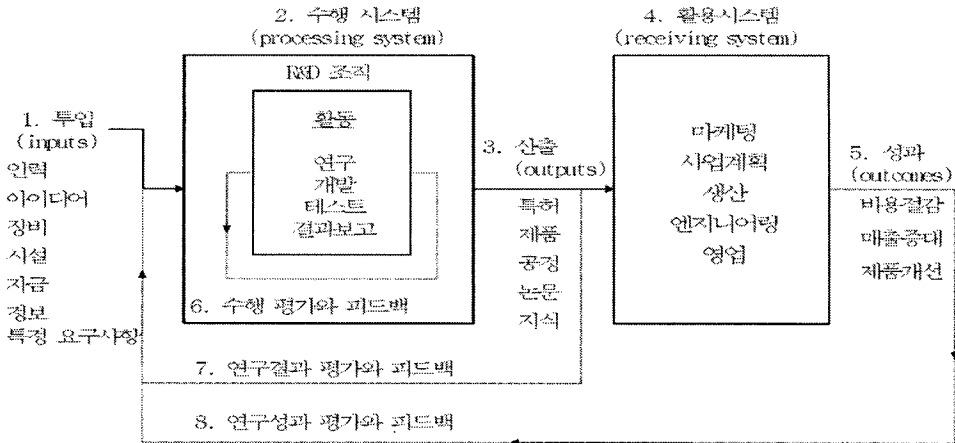 2. 수행 시스템
(processing system)
4. 활용시스템
(receiving system)
R&D 조직
1. 투입
(inputs)
인력
아이디어
장비
시설
자금
정보
특정 요구사항
활동
연구
개발
테스트
결과보고
6. 수행 평가와 피드백
3. 산출
(outputs)
특허
제품
공정
논문
지식
마케팅
사업계획
생산
엔지니어링
영업
5. 성과
(outcomes)
비용절감
매출증대
제품개선
7. 연구결과 평가와 피드백
8. 연구성과 평가와 피드백